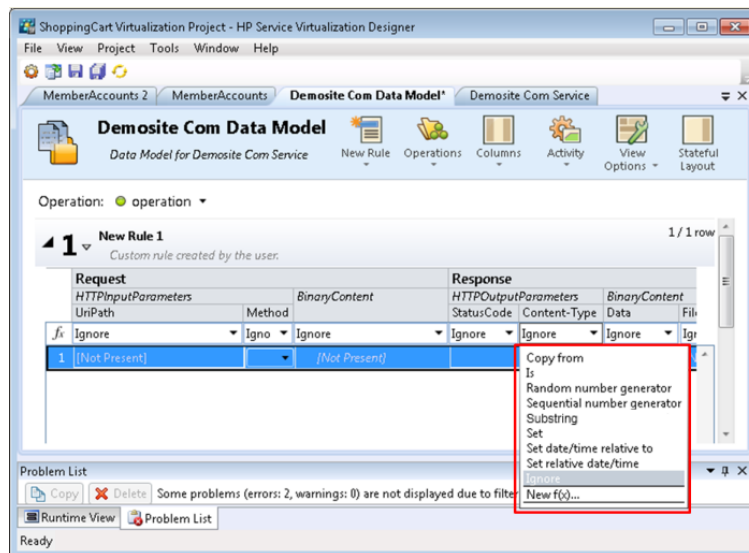 ShoppingCart Virtualization Project - HP Service Virtualization Designer
File View Project Tools Window Help
MemberAccounts 2 MemberAccounts Demosite Com Data Model* Demosite Com Service
Demosite Com Data Model
Data Model for Demosite Com Service
New Rule Operations Columns Activity View Options Stateful Layout
Operation: operation
1 New Rule 1 1 / 1 row
Custom rule created by the user.
Request Response
HTTPInputParameters BinaryContent HTTPOutputParameters BinaryContent
UriPath Method StatusCode Content-Type Data
fx Ignore Igno Ignore Ignore Ignore Ignore
1 [Not Present] [Not Present]
Copy from
Is
Random number generator
Sequential number generator
Substring
Set
Set date/time relative to
Set relative date/time
Ignore
New f(x)...
Problem List
Copy Delete Some problems (errors: 2, warnings: 0) are not displayed due to filter
Runtime View Problem List
Ready